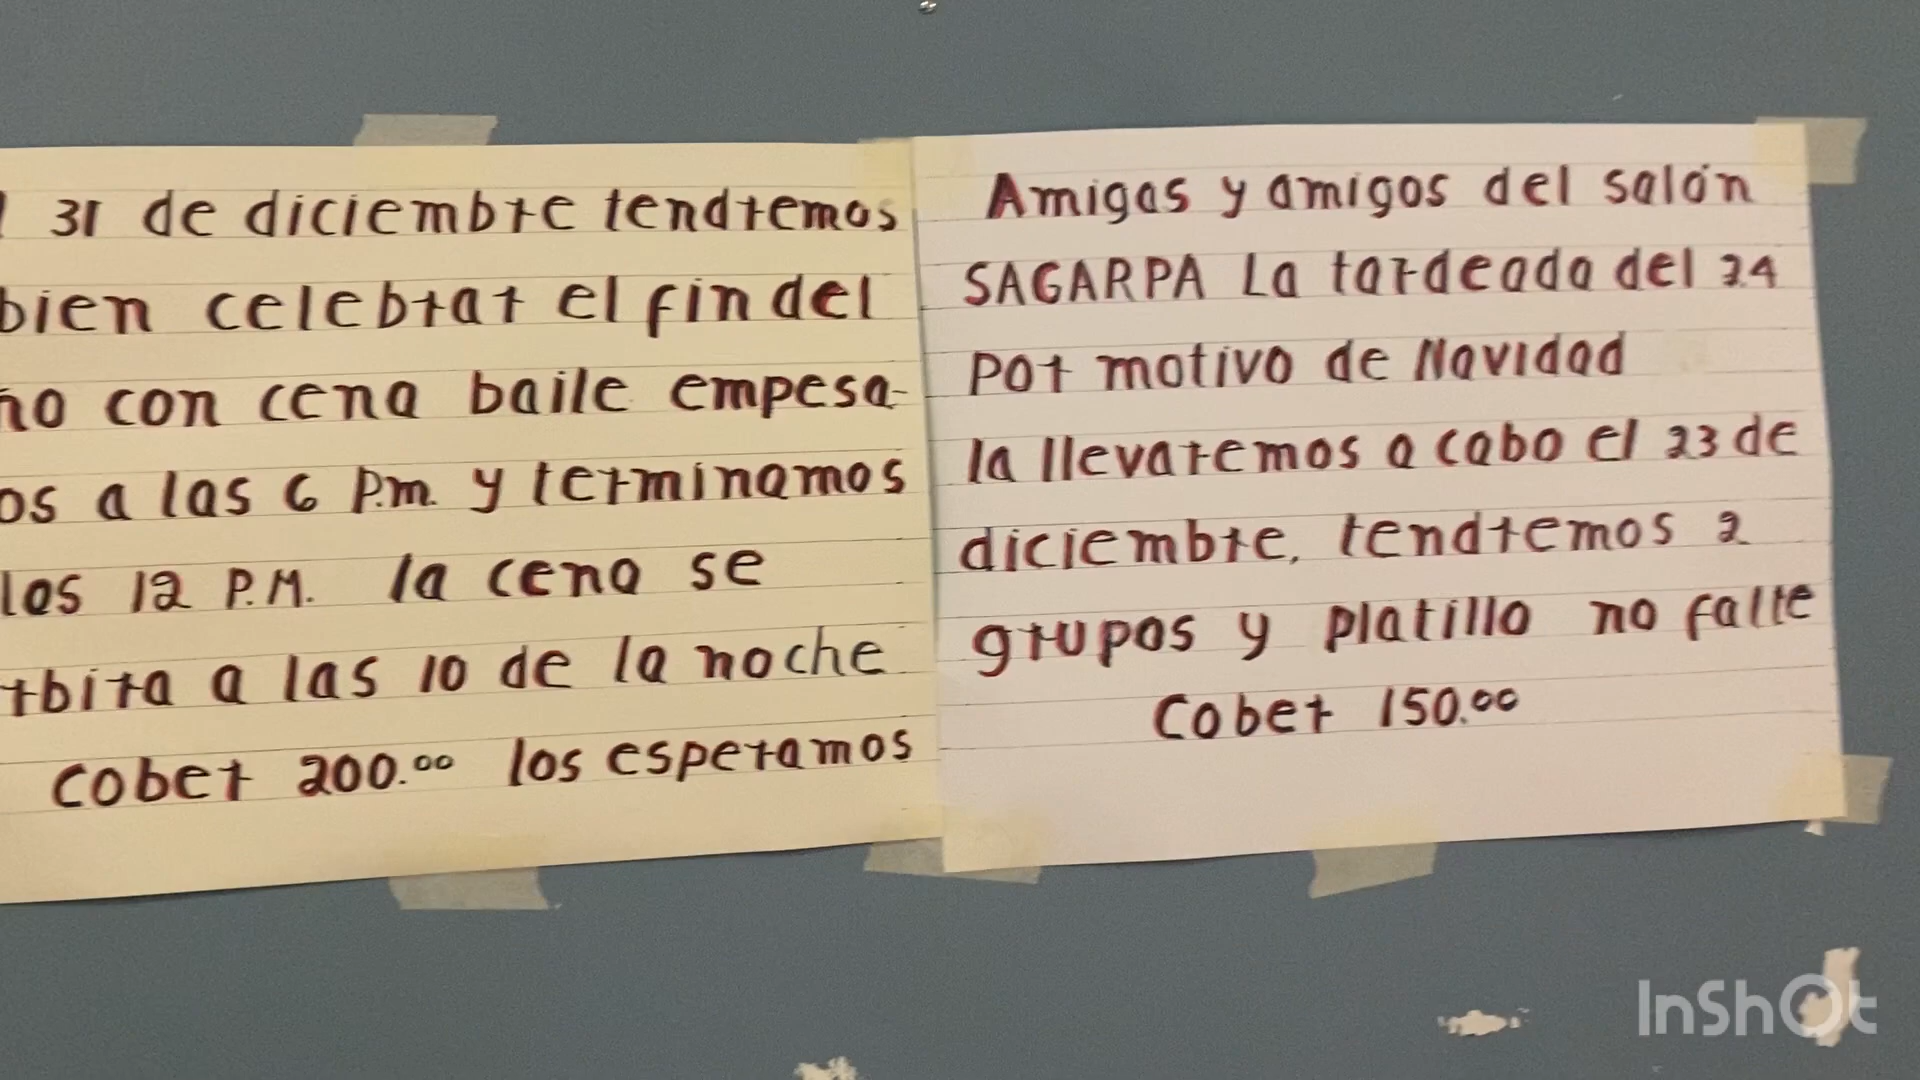 31 de diciembre tendremos
bien celebrar el fin del
ño con cena baile empesa-
os a las 6 P.m. y terminamos
las 12 P.M. la cena se
rbira a las 10 de la noche
cober 200.00 los esperamos
Amigas y amigos del salón
SAGARPA La tardeada del 24
por motivo de Navidad
la llevaremos a cabo el 23 de
diciembre, tendremos 2
grupos y platillo no falte
Cober 150.00
InShOt